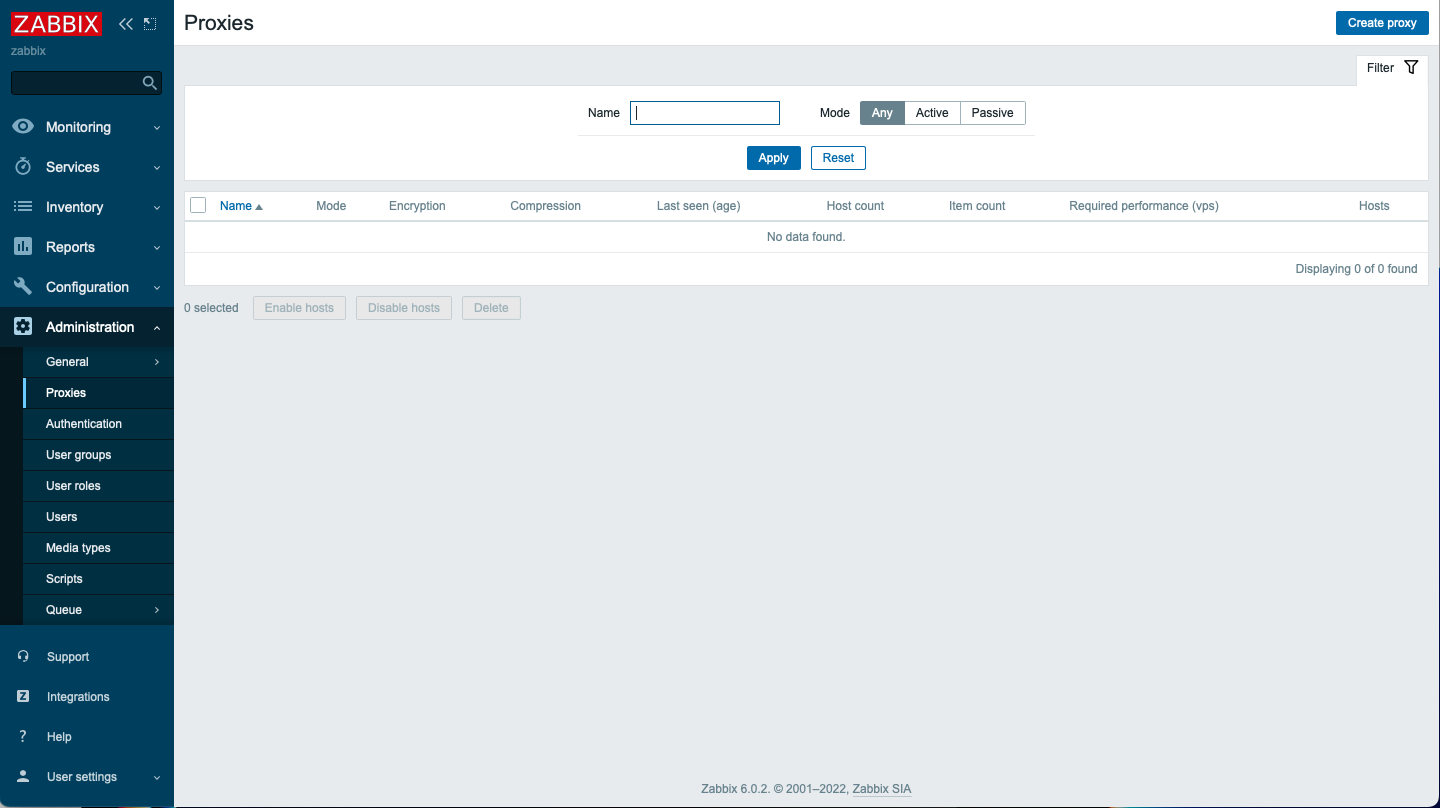 ZABBIX
zabbix
Monitoring
Services
Inventory
Reports
Configuration
Administration
General
Proxies
Authentication
User groups
User roles
Users
Media types
Scripts
Queue
Support
Z Integrations
? Help
User settings
Proxies Create proxy
Filter
Name Mode Any Active Passive
Apply Reset
Name Mode Encryption Compression Last seen (age) Host count Item count Required performance (vps) Hosts
No data found.
Displaying 0 of 0 found
0 selected Enable hosts Disable hosts Delete
Zabbix 6.0.2. © 2001–2022, Zabbix SIA